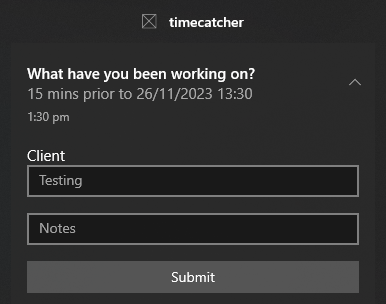 timecatcher
What have you been working on?
15 mins prior to 26/11/2023 13:30
1:30 pm
Client
Testing
Notes
Submit